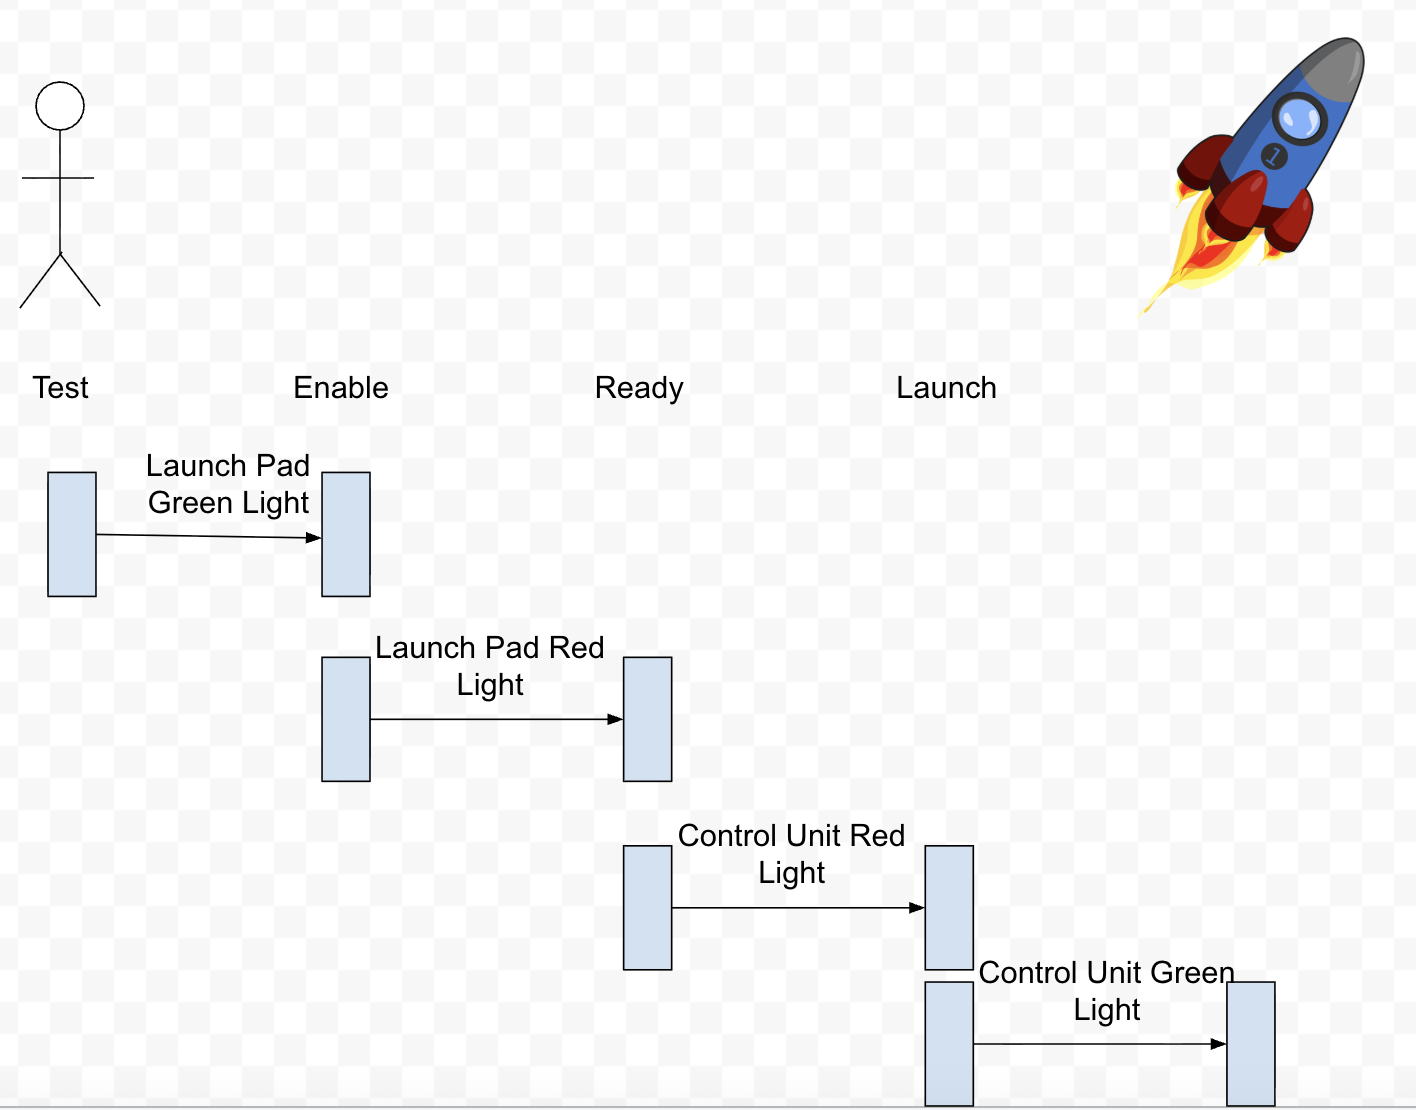 1
Test
Enable
Ready
Launch
Launch Pad
Green Light
Launch Pad Red
Light
Control Unit Red
Light
Control Unit Green
Light